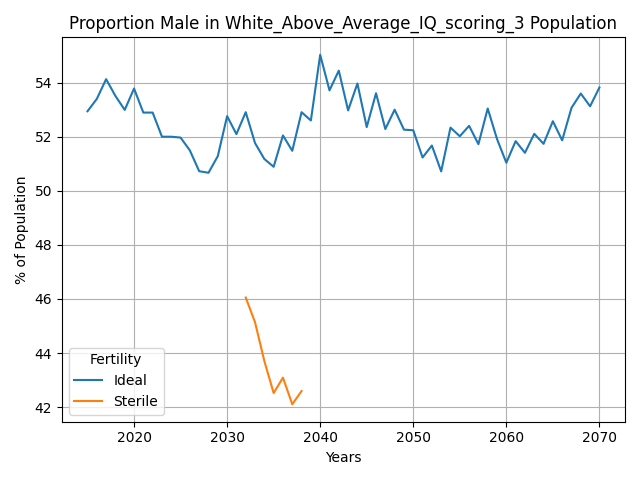 Proportion Male in White_Above_Average_IQ_scoring_3 Population
% of Population
54
52
50
48
46
44
42
Fertility
Ideal
Sterile
2020 2030 2040 2050 2060 2070
Years